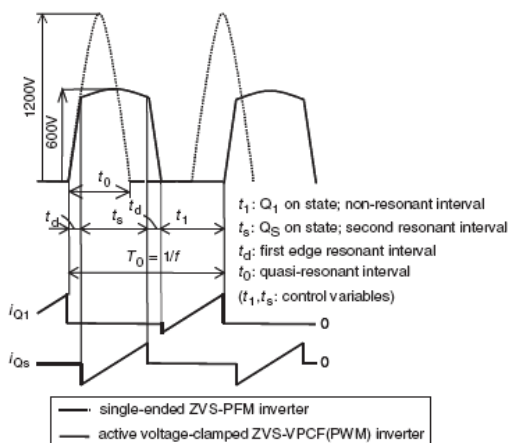 1200V
600V
t0
td
ts
td
t1
T0 = 1/f
t1: Q1 on state; non-resonant interval
ts: QS on state; second resonant interval
td: first edge resonant interval
t0: quasi-resonant interval
(t1,ts: control variables)
iQ1
0
iQs
0
single-ended ZVS-PFM inverter
active voltage-clamped ZVS-VPCF(PWM) inverter